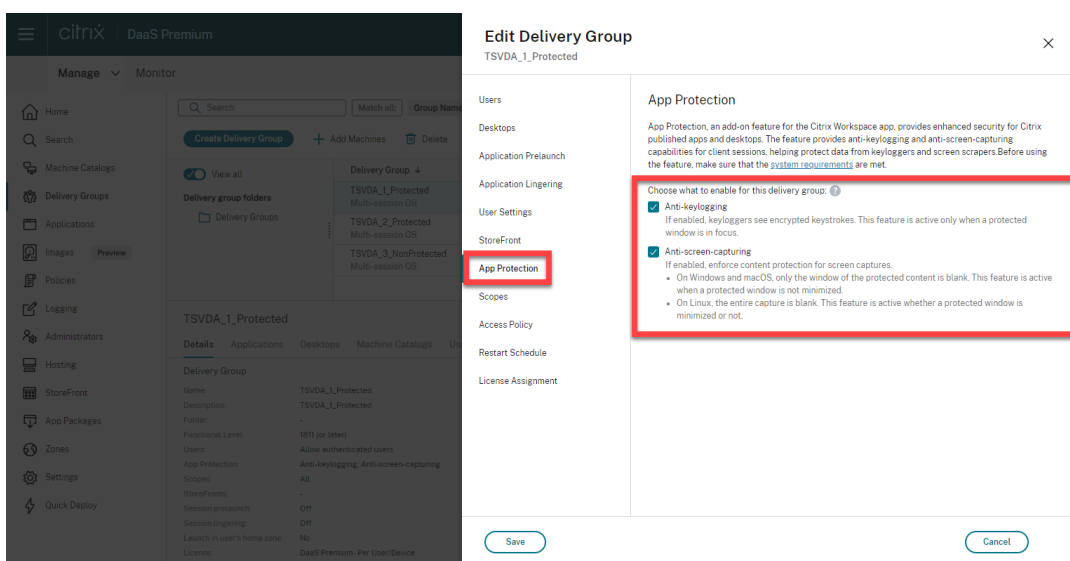 citrix | DaaS Premium
Manage Monitor
Home
Search
Machine Catalogs
Delivery Groups
Applications
Images Preview
Policies
Logging
Administrators
Hosting
StoreFront
App Packages
Zones
Settings
Quick Deploy
Search Match all: Group Name
Create Delivery Group Add Machines Delete
View all
Delivery group folders
Delivery Groups
Delivery Group ↓
TSVDA_1_Protected
Multi-session OS
TSVDA_2_Protected
Multi-session OS
TSVDA_3_NonProtected
Multi-session OS
TSVDA_1_Protected
Details Applications Desktops Machine Catalogs
Delivery Group
Name: TSVDA_1_Protected
Description: TSVDA_1_Protected
Folder: -
Functional Level: 1811 (or later)
Users: Allow authenticated users
App Protection: Anti-keylogging, Anti-screen-capturing
Scopes: All
StoreFronts: -
Session prelaunch: Off
Session lingering: Off
Launch in user's home zone: No
License: DaaS Premium - Per User/Device
Edit Delivery Group
TSVDA_1_Protected
Users
Desktops
Application Prelaunch
Application Lingering
User Settings
StoreFront
App Protection
Scopes
Access Policy
Restart Schedule
License Assignment
App Protection
App Protection, an add-on feature for the Citrix Workspace app, provides enhanced security for Citrix
published apps and desktops. The feature provides anti-keylogging and anti-screen-capturing
capabilities for client sessions, helping protect data from keyloggers and screen scrapers.Before using
the feature, make sure that the system requirements are met.
Choose what to enable for this delivery group: ?
Anti-keylogging
If enabled, keyloggers see encrypted keystrokes. This feature is active only when a protected
window is in focus.
Anti-screen-capturing
If enabled, enforce content protection for screen captures.
• On Windows and macOS, only the window of the protected content is blank. This feature is active
when a protected window is not minimized.
• On Linux, the entire capture is blank. This feature is active whether a protected window is
minimized or not.
Save Cancel